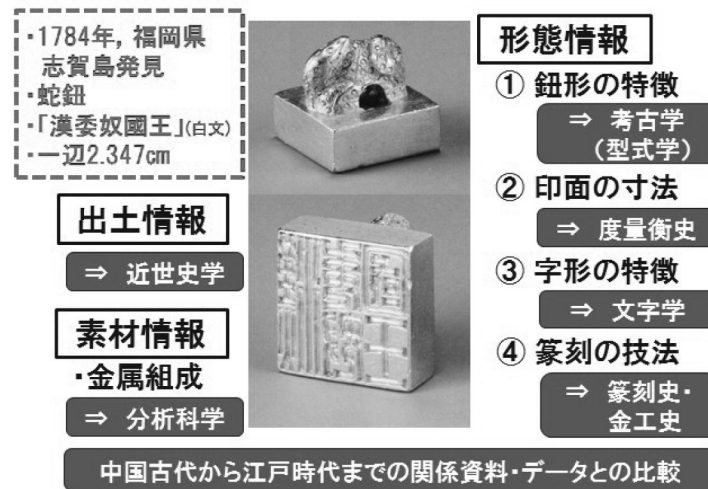 ・1784年, 福岡県
志賀島発見
・蛇鈕
・「漢委奴國王」(白文)
・一辺2.347cm
出土情報
⇒ 近世史学
素材情報
・金属組成
⇒ 分析科学
形態情報
① 鈕形の特徴
⇒ 考古学
（型式学）
② 印面の寸法
⇒ 度量衡史
③ 字形の特徴
⇒ 文字学
④ 篆刻の技法
⇒ 篆刻史・
金工史
中国古代から江戸時代までの関係資料・データとの比較